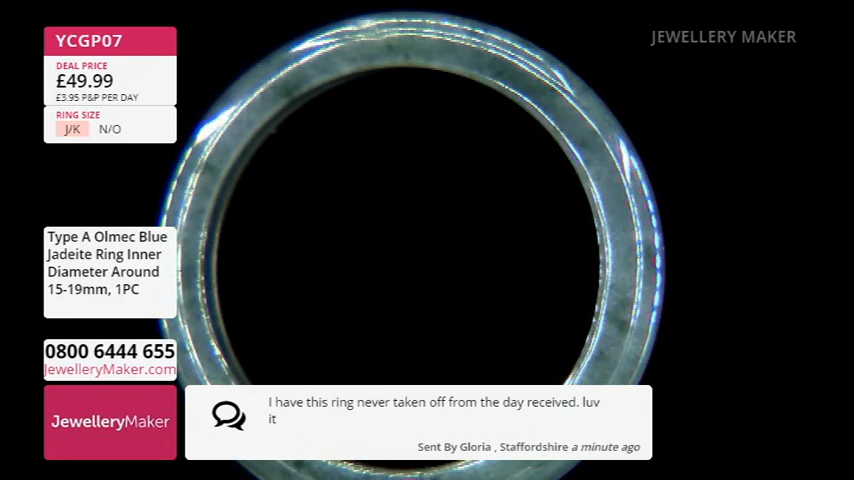 YCGP07
DEAL PRICE
£49.99
£3.95 P&P PER DAY
RING SIZE
J/K N/O
JEWELLERY MAKER
Type A Olmec Blue
Jadeite Ring Inner
Diameter Around
15-19mm, 1PC
0800 6444 655
JewelleryMaker.com
JewelleryMaker
I have this ring never taken off from the day received. luv
it
Sent By Gloria , Staffordshire a minute ago